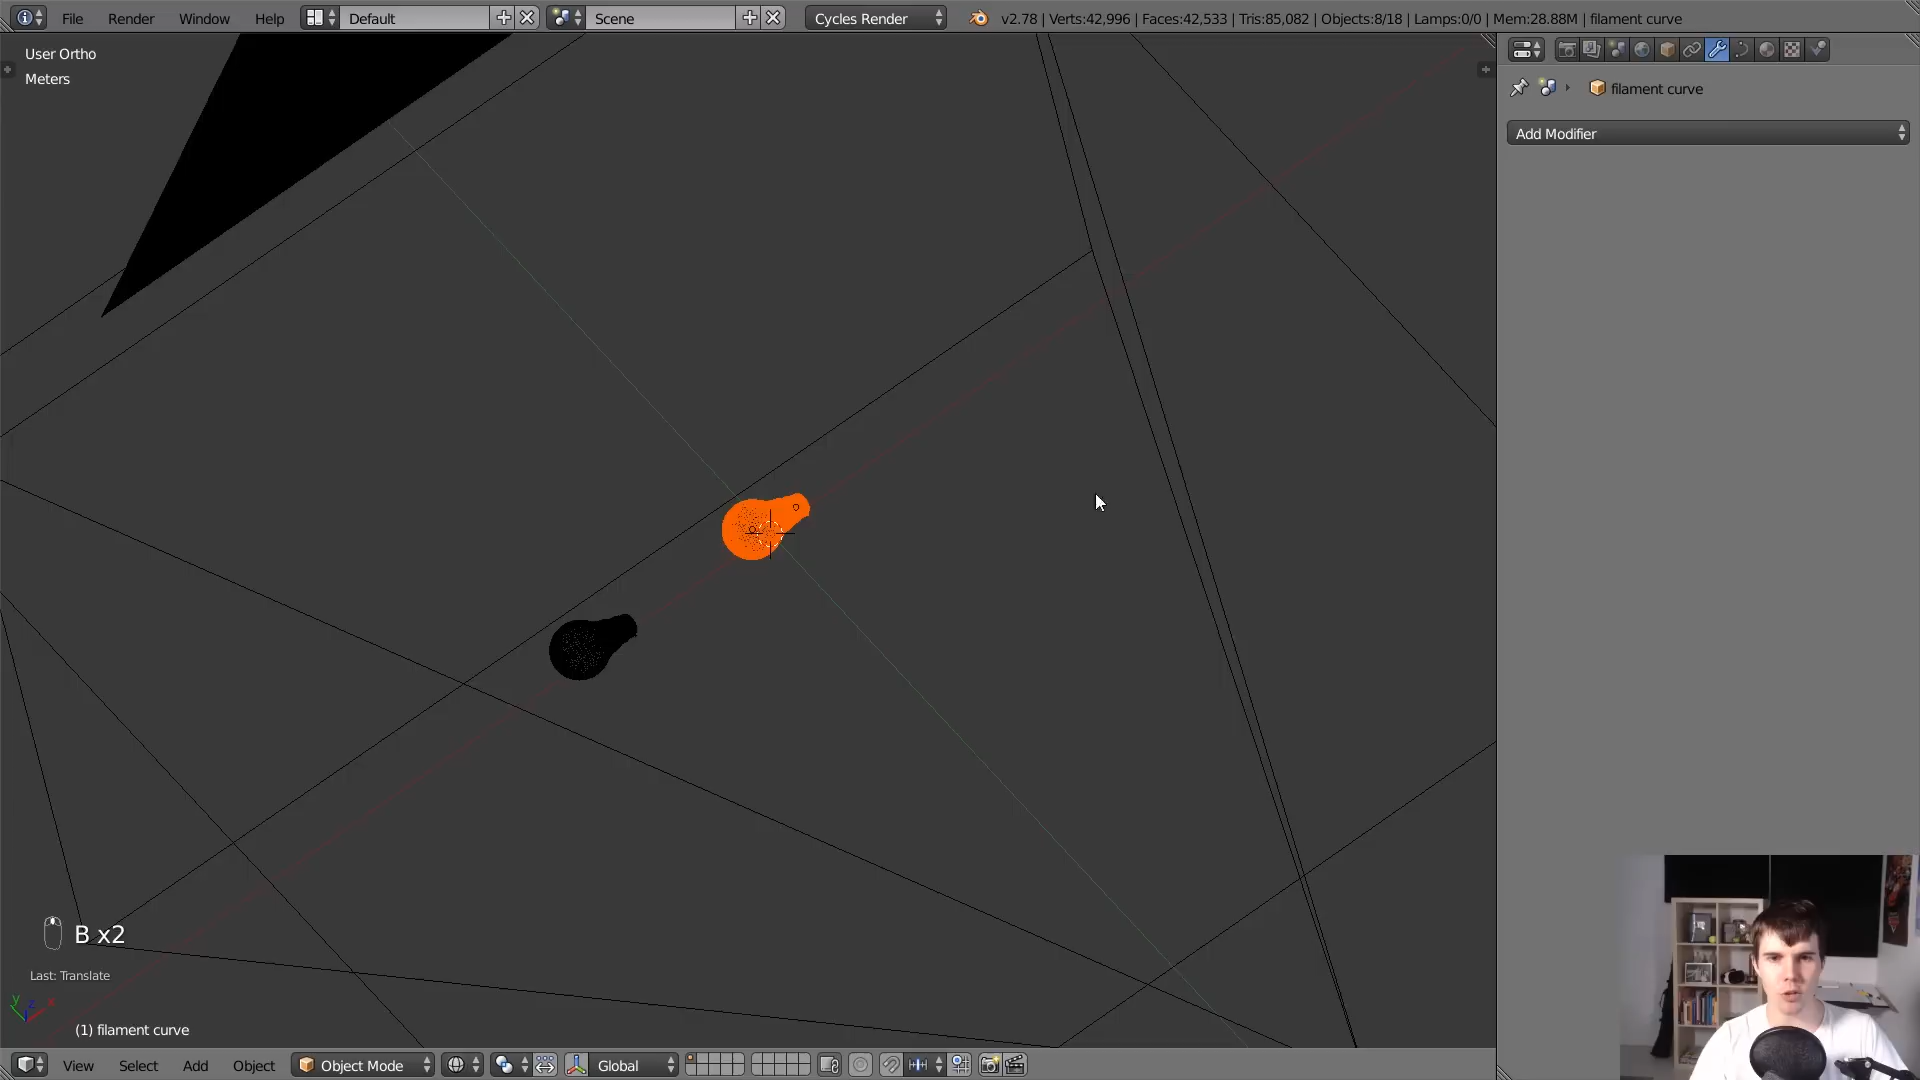 File Render Window Help Default Scene Cycles Render v2.78 | Verts:42,996 | Faces:42,533 | Tris:85,082 | Objects:8/18 | Lamps:0/0 | Mem:28.88M | filament curve
User Ortho
Meters
filament curve
Add Modifier
B x2
Last: Translate
(1) filament curve
View Select Add Object Object Mode Global